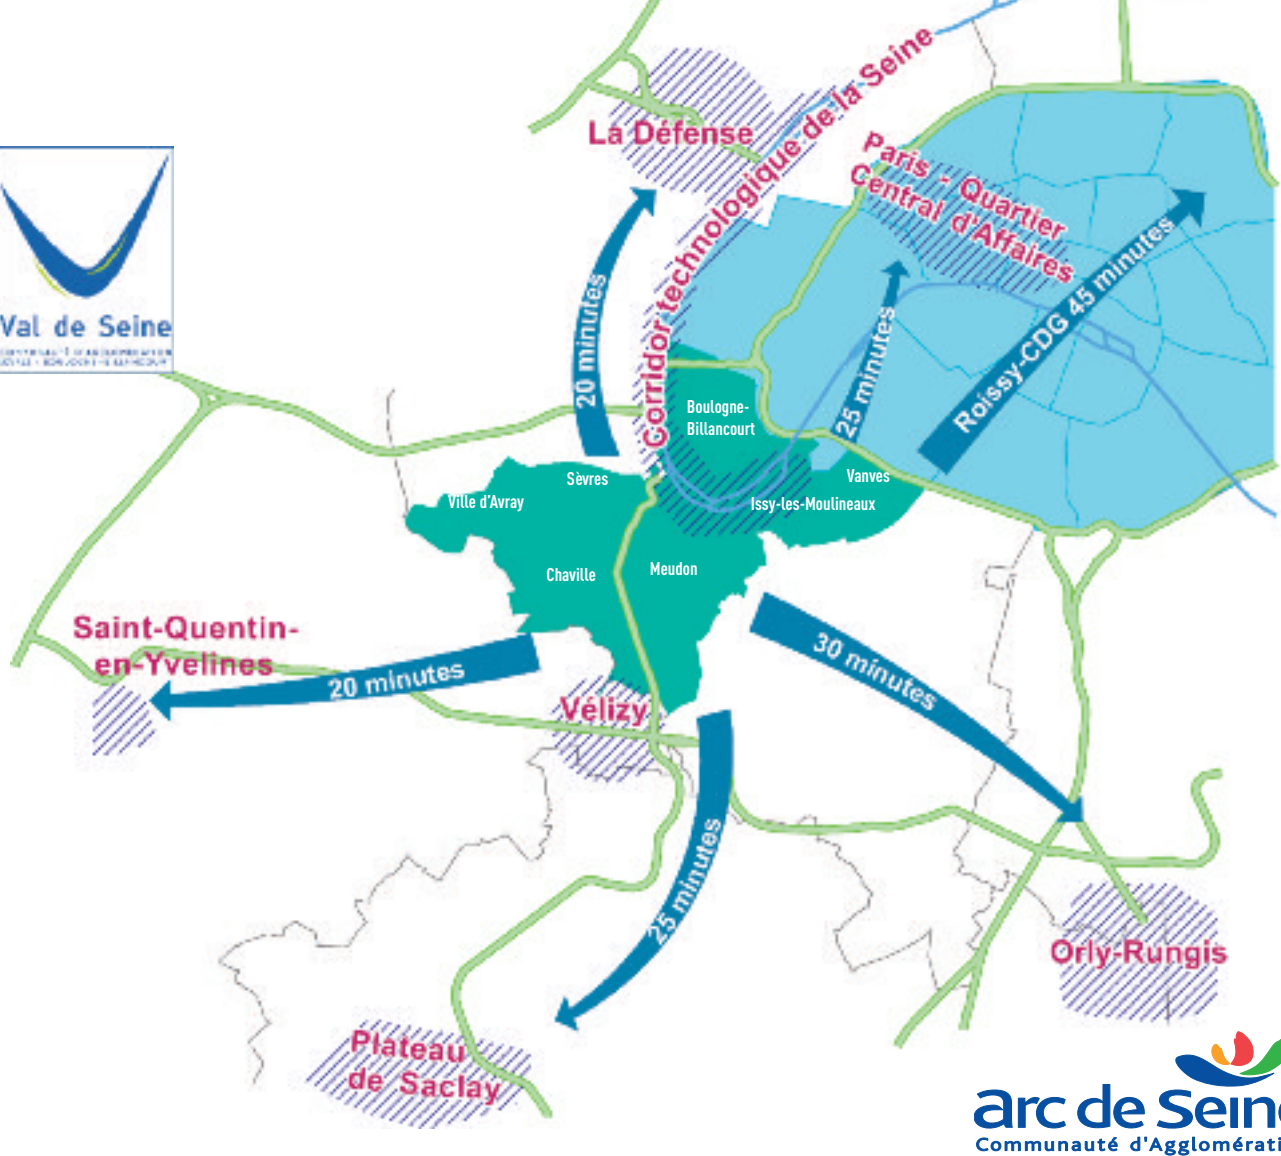 Corridor technologique de la Seine
La Défense
Paris - Quartier
Central d'Affaires
Val de Seine
20 minutes
25 minutes
Roissy-CDG 45 minutes
Boulogne-
Billancourt
Sèvres
Vanves
Ville d'Avray
Issy-les-Moulineaux
Chaville
Meudon
Saint-Quentin-
en-Yvelines
20 minutes
30 minutes
Vélizy
25 minutes
Orly-Rungis
Plateau
de Saclay
arc de Seine
Communauté d'Agglomérati